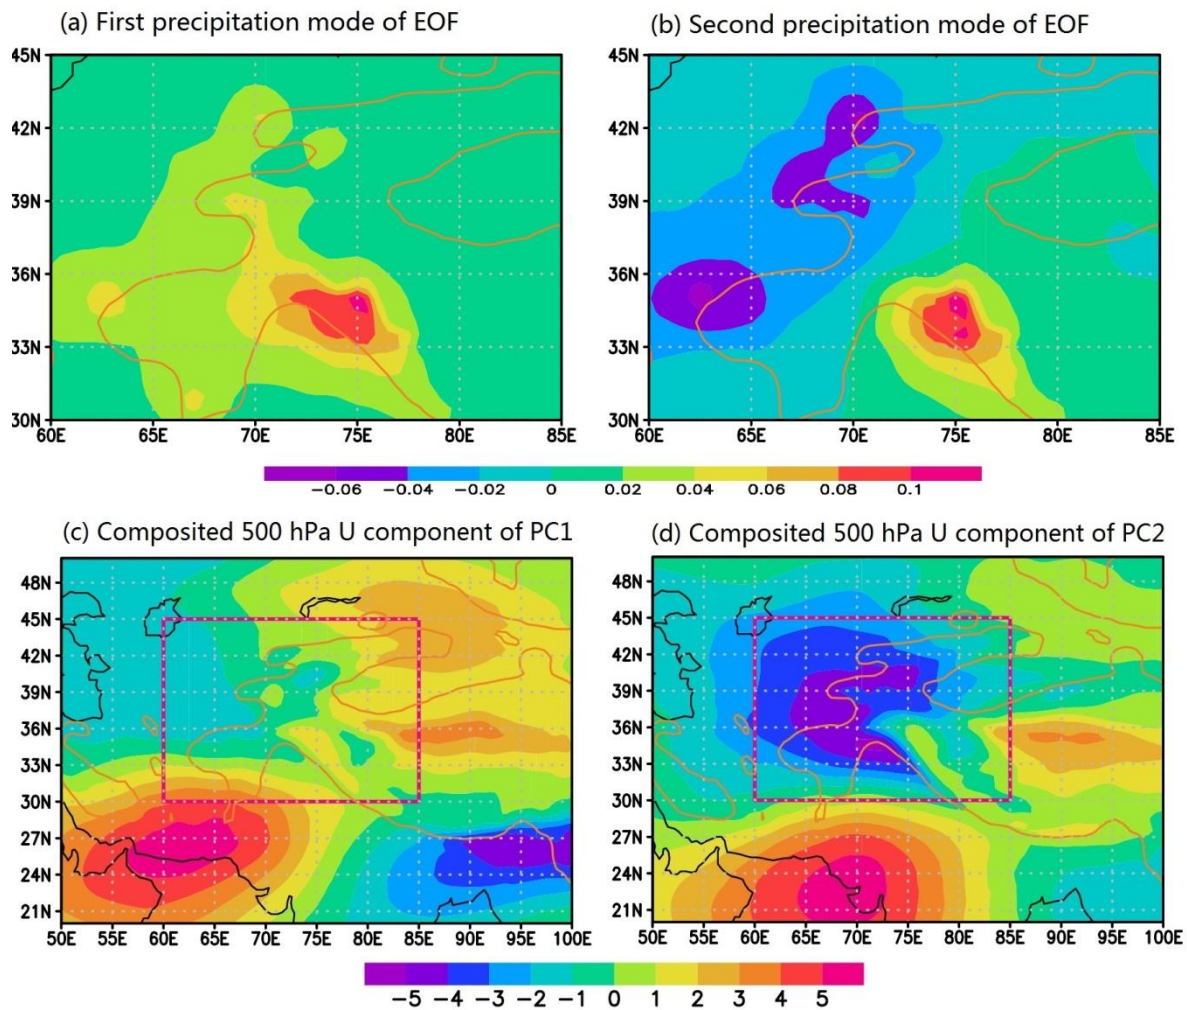 (a) First precipitation mode of EOF
(b) Second precipitation mode of EOF
45N
42N
39N
36N
33N
30N
60E 65E 70E 75E 80E 85E
45N
42N
39N
36N
33N
30N
60E 65E 70E 75E 80E 85E
-0.06 -0.04 -0.02 0 0.02 0.04 0.06 0.08 0.1
(c) Composited 500 hPa U component of PC1
(d) Composited 500 hPa U component of PC2
48N
45N
42N
39N
36N
33N
30N
27N
24N
21N
50E 55E 60E 65E 70E 75E 80E 85E 90E 95E 100E
48N
45N
42N
39N
36N
33N
30N
27N
24N
21N
50E 55E 60E 65E 70E 75E 80E 85E 90E 95E 100E
-5 -4 -3 -2 -1 0 1 2 3 4 5